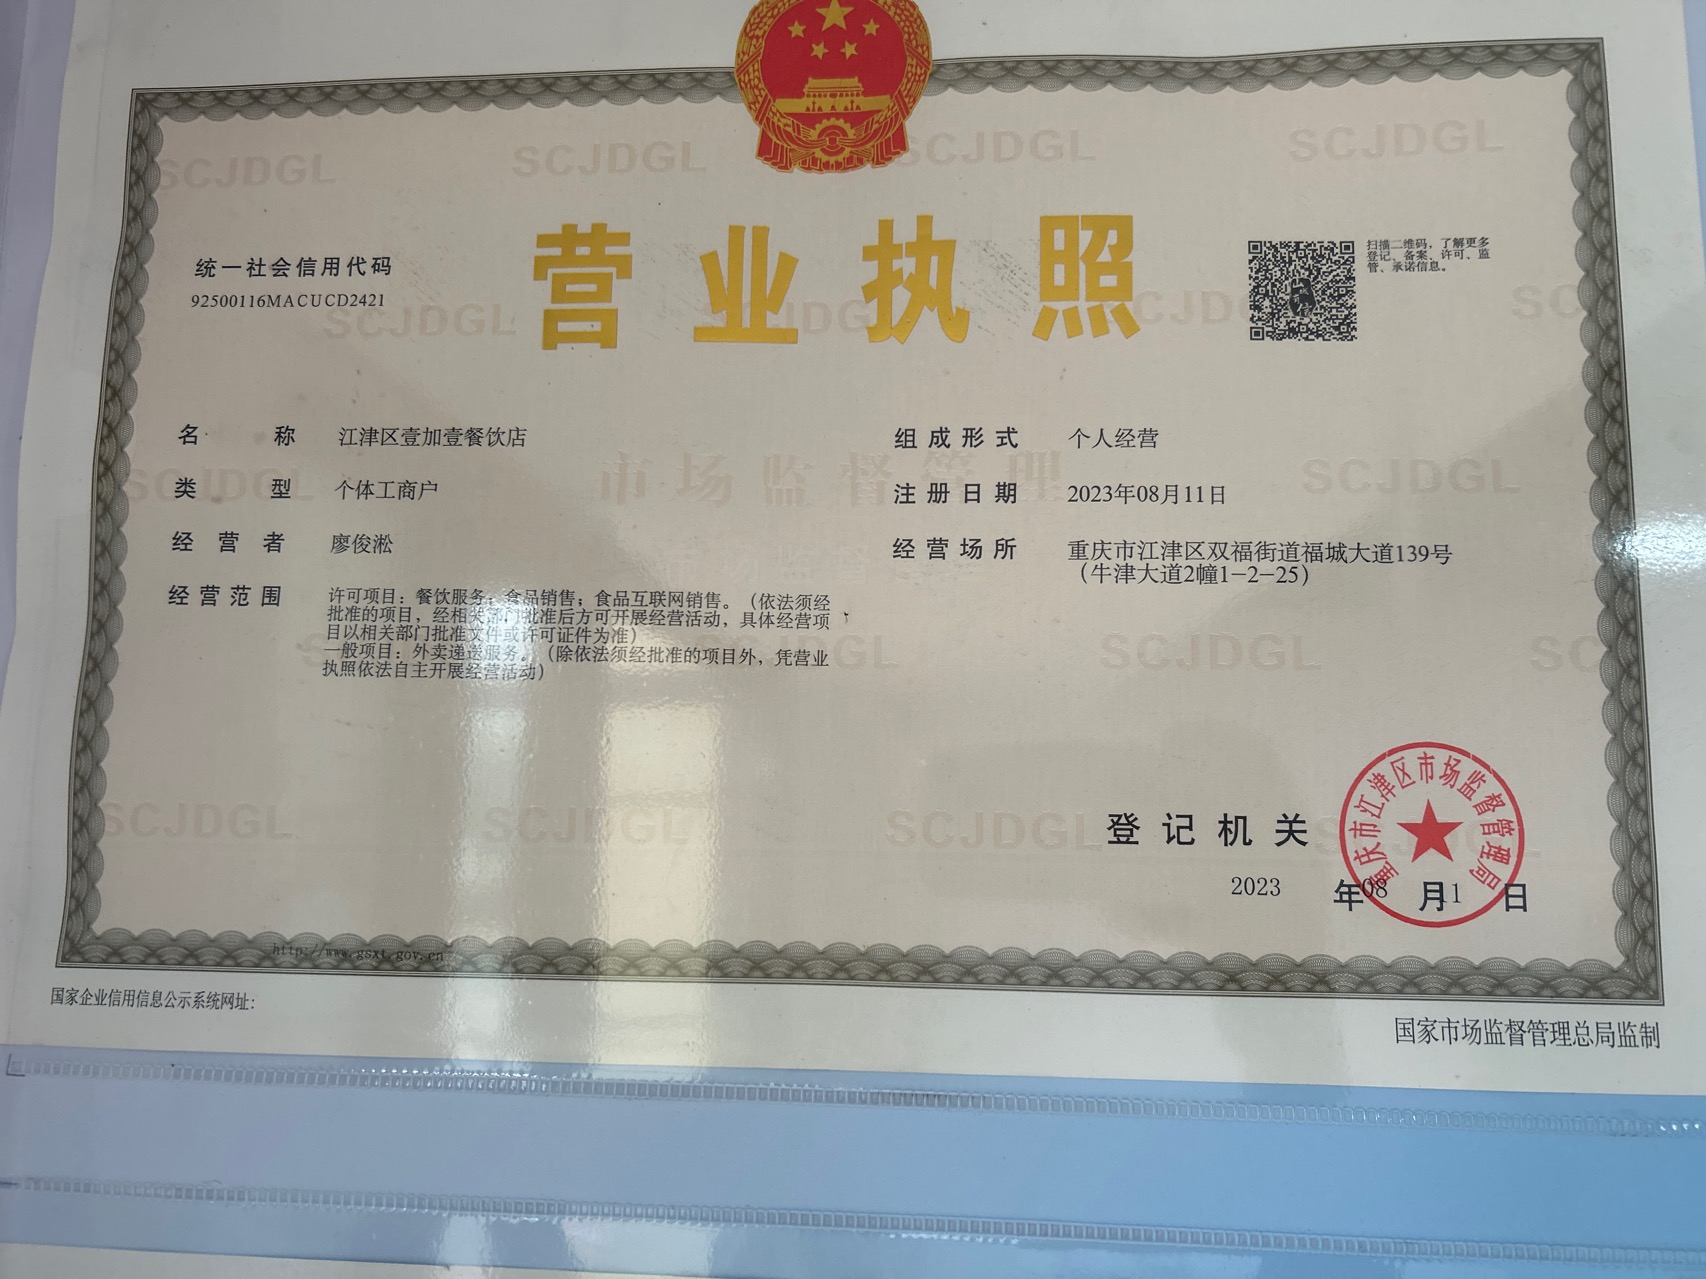 营业执照
统一社会信用代码
92500116MACUCD2421
扫描二维码，了解更多
登记、备案、许可、监
管、承诺信息。
名 称 江津区壹加壹餐饮店
类 型 个体工商户
经 营 者 廖俊淞
经 营 范 围 许可项目：餐饮服务；食品销售；食品互联网销售。（依法须经
批准的项目，经相关部门批准后方可开展经营活动，具体经营项
目以相关部门批准文件或许可证件为准）
一般项目：外卖递送服务。（除依法须经批准的项目外，凭营业
执照依法自主开展经营活动）
组 成 形 式 个人经营
注 册 日 期 2023年08月11日
经 营 场 所 重庆市江津区双福街道福城大道139号
（牛津大道2幢1-2-25）
登 记 机 关
重庆市江津区市场监督管理局
2023 年08 月1 日
http://www.gsxt.gov.cn
国家企业信用信息公示系统网址：
国家市场监督管理总局监制
SCJDGL
市场监督管理